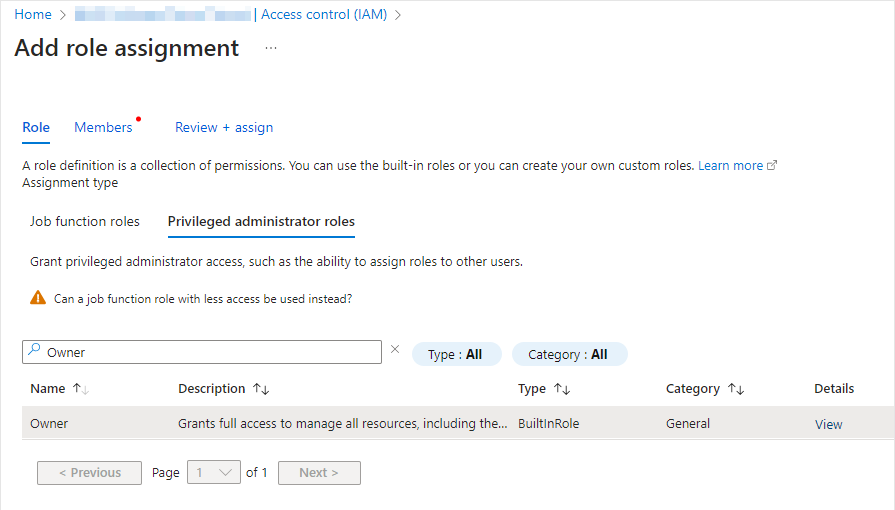 Home > | Access control (IAM) >
Add role assignment ...
Role Members Review + assign
A role definition is a collection of permissions. You can use the built-in roles or you can create your own custom roles. Learn more
Assignment type
Job function roles Privileged administrator roles
Grant privileged administrator access, such as the ability to assign roles to other users.
Can a job function role with less access be used instead?
Owner Type : All Category : All
Name Description Type Category Details
Owner Grants full access to manage all resources, including the... BuiltInRole General View
< Previous Page 1 of 1 Next >